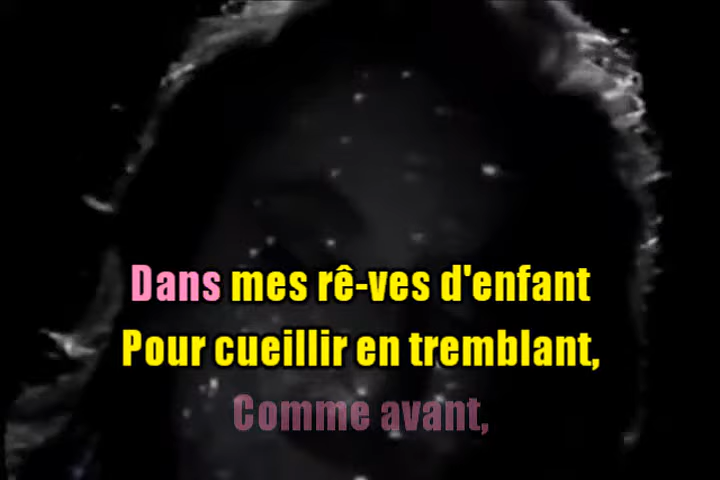 Dans mes rê-ves d'enfant
Pour cueillir en tremblant,
Comme avant,